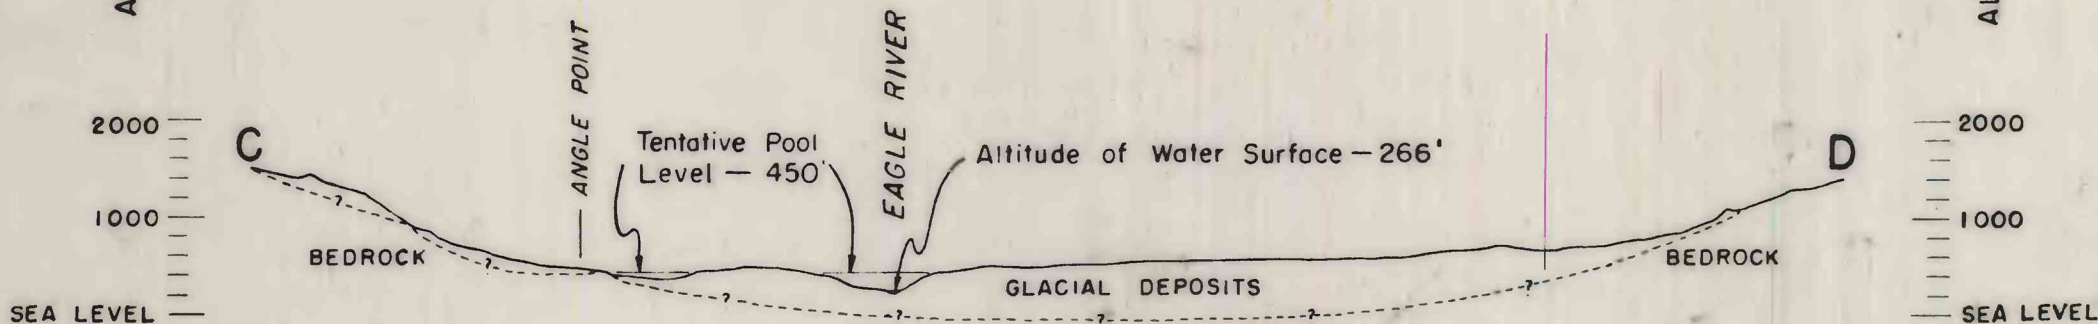 ANGLE POINT
EAGLE RIVER
2000
C
Tentative Pool
Level — 450'
Altitude of Water Surface — 266'
D
2000
1000
1000
BEDROCK
?
?
BEDROCK
GLACIAL DEPOSITS
?
?
?
?
?
SEA LEVEL
SEA LEVEL